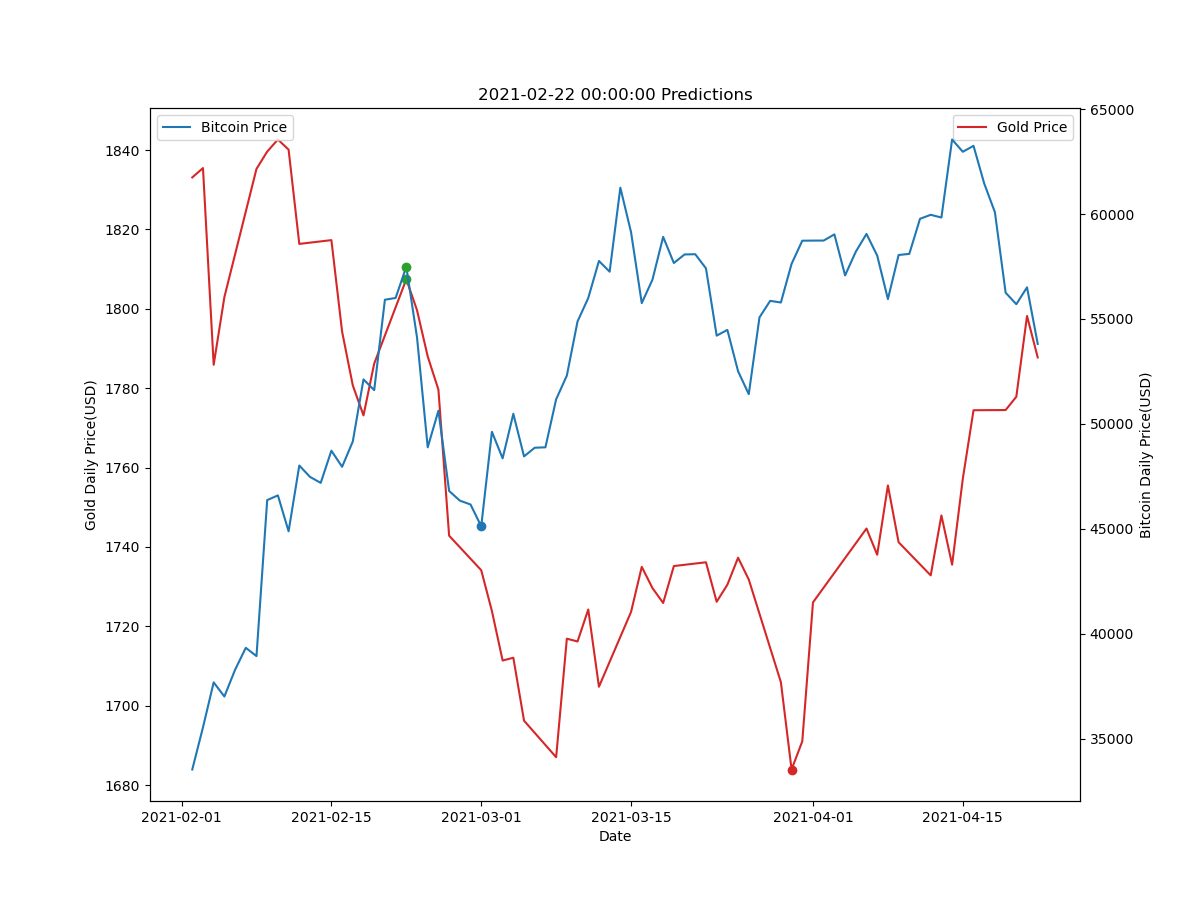 2021-02-22 00:00:00 Predictions
Bitcoin Price
Gold Price
Gold Daily Price(USD)
1840
1820
1800
1780
1760
1740
1720
1700
1680
65000
60000
55000
50000
45000
40000
35000
Bitcoin Daily Price(USD)
2021-02-01 2021-02-15 2021-03-01 2021-03-15 2021-04-01 2021-04-15
Date